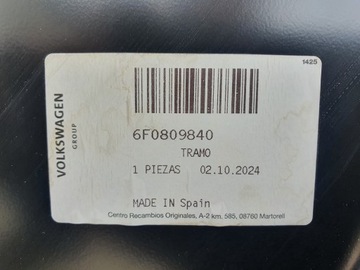 1425
VOLKSWAGEN
GROUP
6F0809840
TRAMO
1 PIEZAS 02.10.2024
MADE IN Spain
Centro Recambios Originales, A-2 km. 585, 08760 Martorell